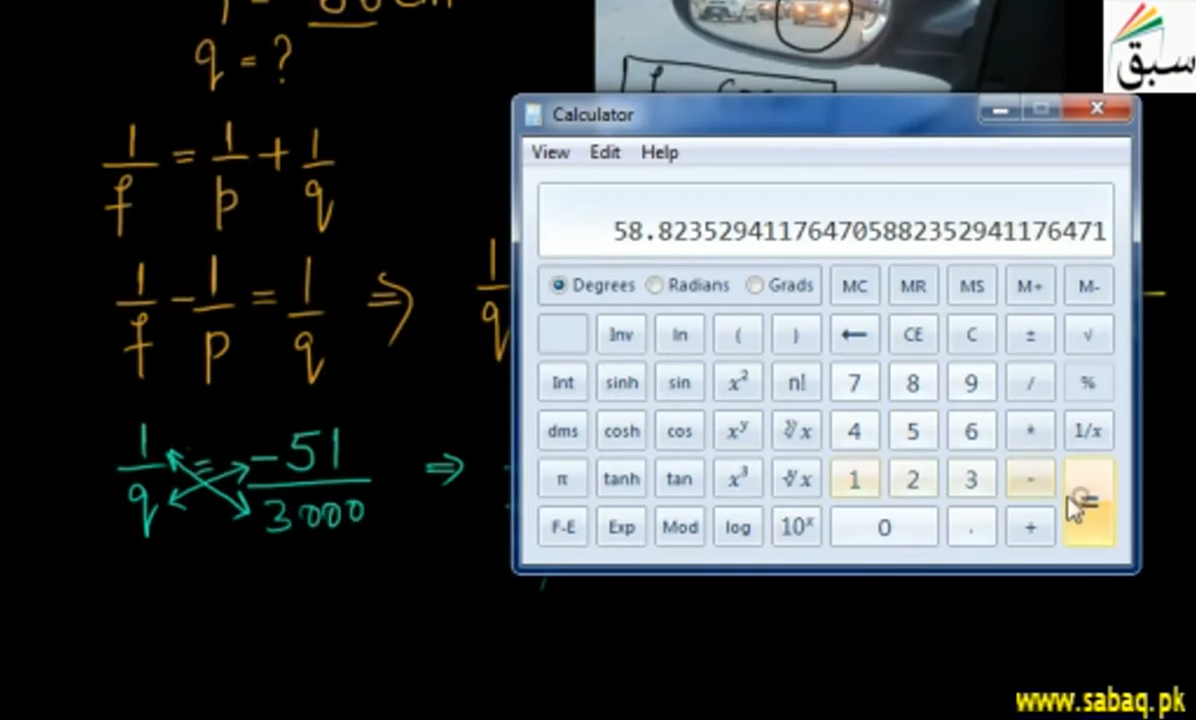 q = ?
سبق
1/f = 1/p + 1/q
1/f - 1/p = 1/q ⇒ 1/q
1/q = -51/3000 ⇒
Calculator
View Edit Help
58.823529411764705882352941176471
Degrees Radians Grads MC MR MS M+ M-
Inv ln ( ) ← CE C ± √
Int sinh sin x² n! 7 8 9 / %
dms cosh cos xʸ ʸ√x 4 5 6 * 1/x
π tanh tan x³ ³√x 1 2 3 - =
F-E Exp Mod log 10ˣ 0 . +
www.sabaq.pk